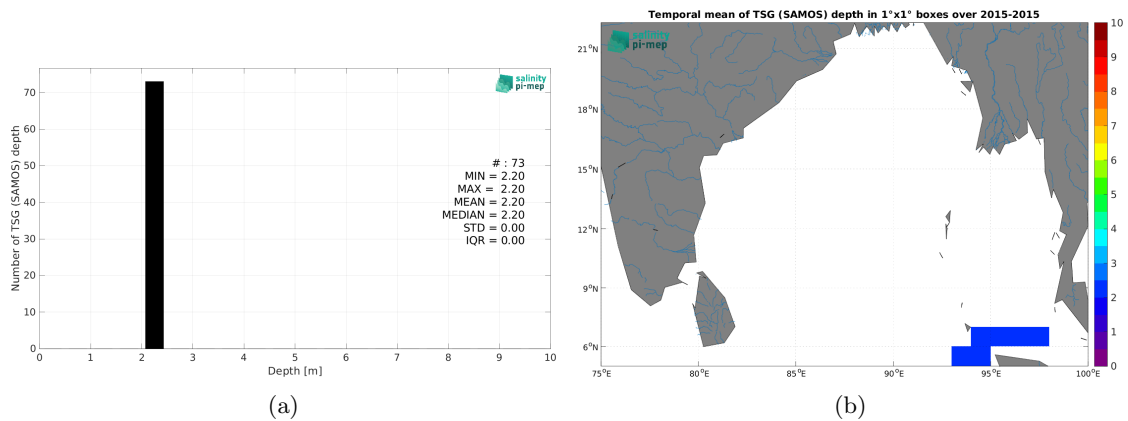 Number of TSG (SAMOS) depth
70
60
50
40
30
20
10
0
0 1 2 3 4 5 6 7 8 9 10
Depth [m]
salinity
pi-mep
# : 73
MIN = 2.20
MAX = 2.20
MEAN = 2.20
MEDIAN = 2.20
STD = 0.00
IQR = 0.00
(a)
Temporal mean of TSG (SAMOS) depth in 1°x1° boxes over 2015-2015
salinity
pi-mep
21°N
18°N
15°N
12°N
9°N
6°N
75°E 80°E 85°E 90°E 95°E 100°E
10
9
8
7
6
5
4
3
2
1
0
(b)